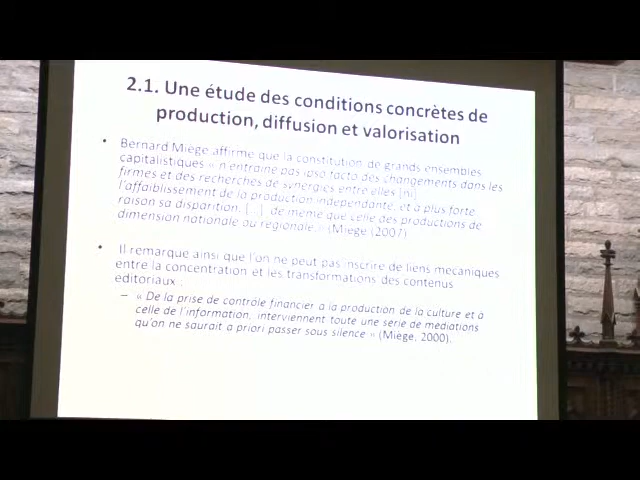 2.1. Une étude des conditions concrètes de
production, diffusion et valorisation
• Bernard Miège affirme que la constitution de grands ensembles
capitalistiques « n'entraine pas ipso facto des changements dans les
firmes et des recherches de synergies entre elles [ni]
l'affaiblissement de la production indépendante, et à plus forte
raison sa disparition, [...], de même que celle des productions de
dimension nationale ou régionale. » (Miège (2007)
• Il remarque ainsi que l'on ne peut pas inscrire de liens mécaniques
entre la concentration et les transformations des contenus
éditoriaux :
– « De la prise de contrôle financier à la production de la culture et à
celle de l'information, interviennent toute une série de médiations
qu'on ne saurait a priori passer sous silence » (Miège, 2000).